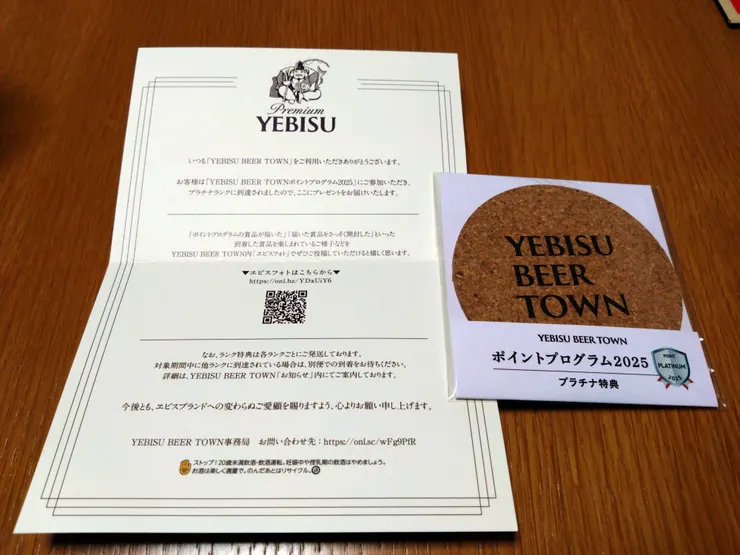 Premium
YEBISU
いつも「YEBISU BEER TOWN」をご利用いただきありがとうございます。
お客様は「YEBISU BEER TOWNポイントプログラム2025」にご参加いただき、
プラチナランクに到達されましたので、ここにプレゼントをお届けいたします。
「ポイントプログラムの賞品が届いた」「届いた賞品をさっそく開封した」といった
到着した賞品を楽しまれているご様子などを
YEBISU BEER TOWN内「ヱビスフォト」でぜひご投稿していただけると嬉しく思います。
▼ヱビスフォトはこちらから▼
https://onl.bz/YDxUiY6
なお、ランク特典は各ランクごとにご発送しております。
対象期間中に他ランクに到達されている場合は、別便での到着をお待ちください。
詳細は、YEBISU BEER TOWN「お知らせ」内にてご案内しております。
今後とも、ヱビスブランドへの変わらぬご愛顧を賜りますよう、心よりお願い申し上げます。
YEBISU BEER TOWN事務局 お問い合わせ先：https://onl.sc/wFg9PfR
ストップ！20歳未満飲酒・飲酒運転。妊娠中や授乳期の飲酒はやめましょう。
お酒は楽しく適量で。のんだあとはリサイクル。
YEBISU
BEER
TOWN
YEBISU BEER TOWN
ポイントプログラム2025
プラチナ特典
POINT
PLATINUM
2025